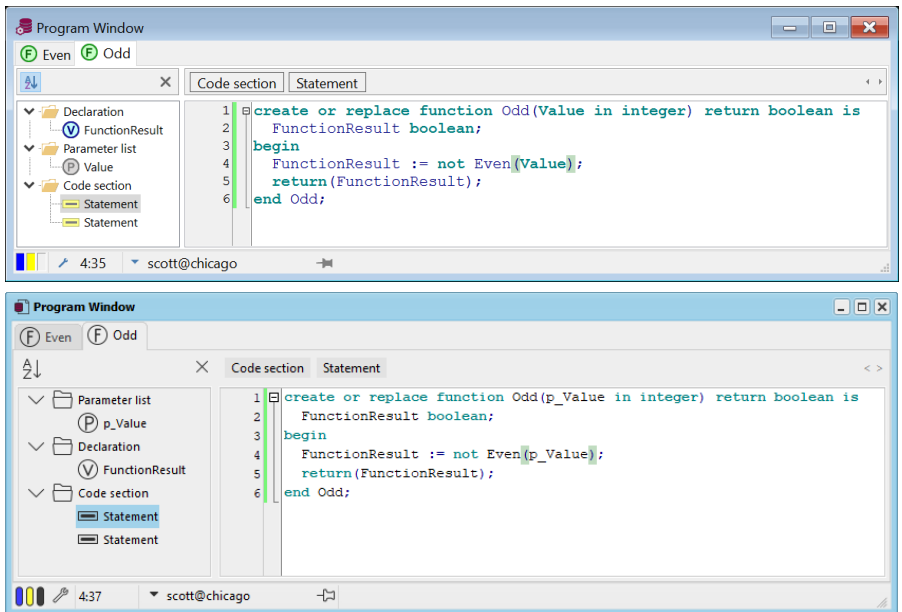 Program Window
F Even F Odd
A Z Code section Statement
Declaration
V FunctionResult
Parameter list
P Value
Code section
Statement
Statement
1 create or replace function Odd(Value in integer) return boolean is
2 FunctionResult boolean;
3 begin
4 FunctionResult := not Even(Value);
5 return(FunctionResult);
6 end Odd;
4:35 scott@chicago
Program Window
F Even F Odd
A Z Code section Statement
Parameter list
P p_Value
Declaration
V FunctionResult
Code section
Statement
Statement
1 create or replace function Odd(p_Value in integer) return boolean is
2 FunctionResult boolean;
3 begin
4 FunctionResult := not Even(p_Value);
5 return(FunctionResult);
6 end Odd;
4:37 scott@chicago